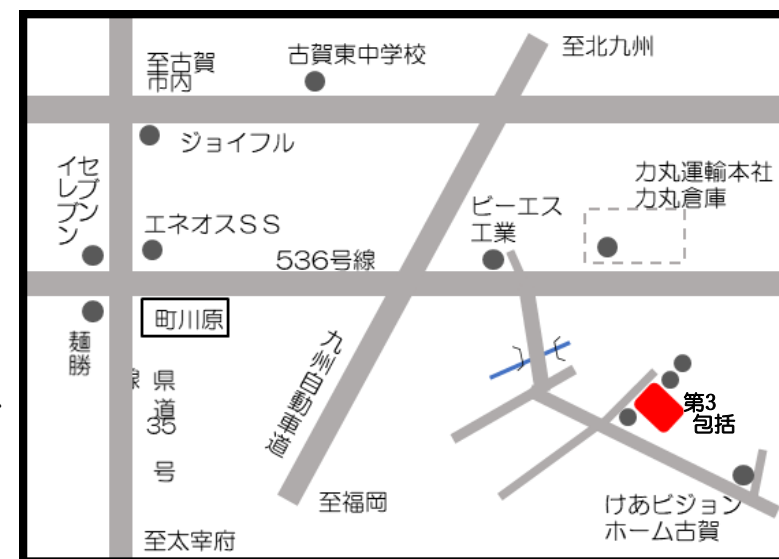 至古賀
市内
古賀東中学校
至北九州
ジョイフル
セブン
イレブン
力丸運輸本社
力丸倉庫
ビーエス
工業
エネオスSS
536号線
町川原
麺勝
九州自動車道
県道
35
号
線
第3
包括
至福岡
けあビジョン
ホーム古賀
至太宰府